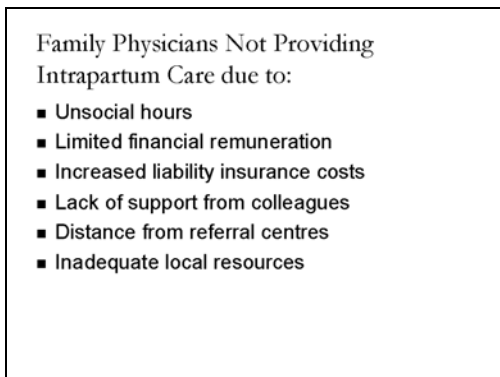 Family Physicians Not Providing
Intrapartum Care due to:
■ Unsocial hours
■ Limited financial remuneration
■ Increased liability insurance costs
■ Lack of support from colleagues
■ Distance from referral centres
■ Inadequate local resources